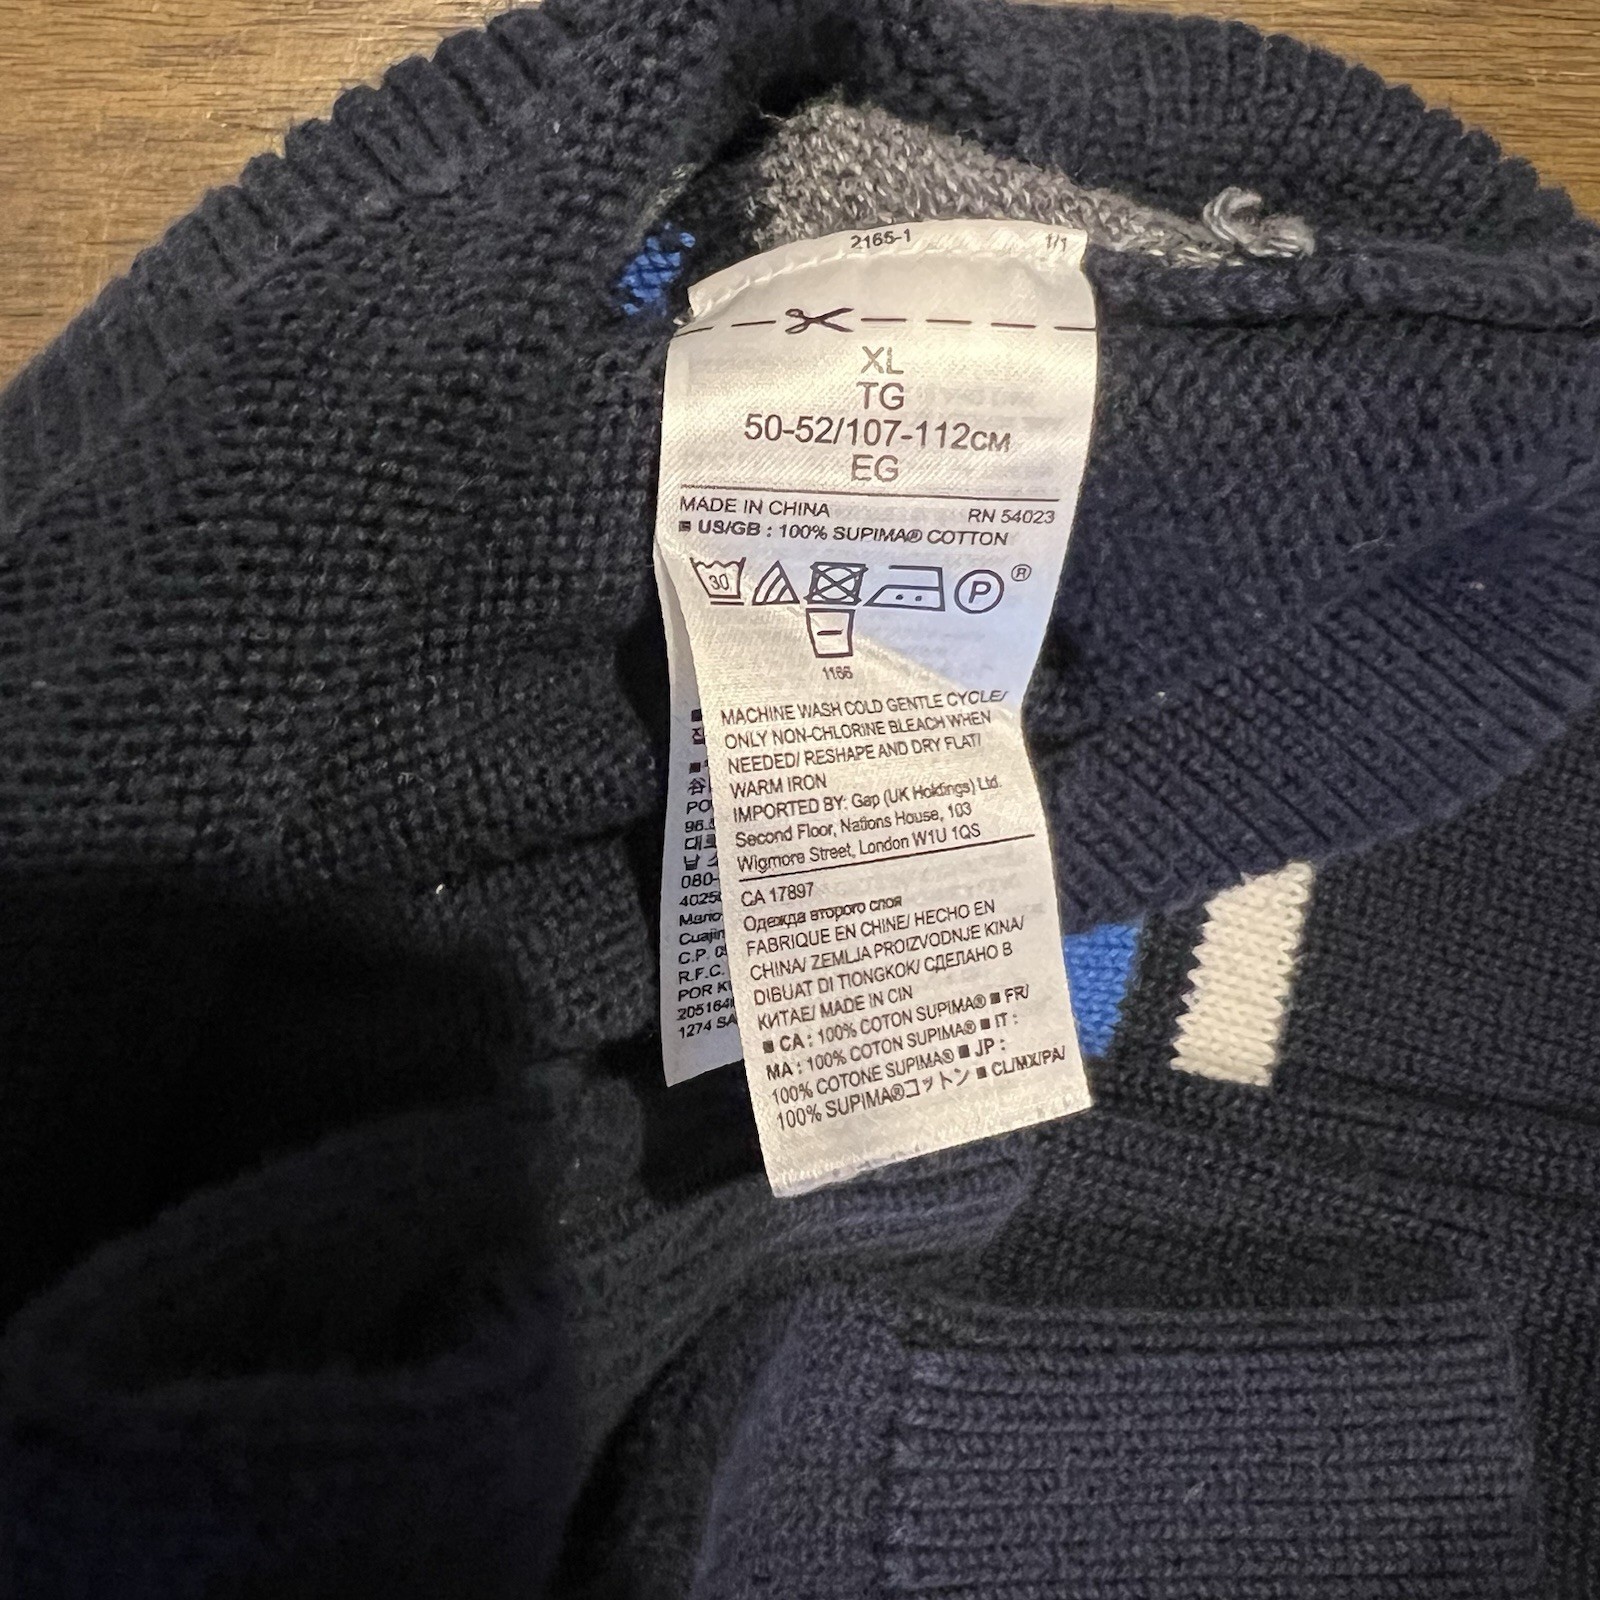 2165-1 1/1
XL
TG
50-52/107-112CM
EG
MADE IN CHINA RN 54023
■ US/GB : 100% SUPIMA® COTTON
30 P ®
1166
MACHINE WASH COLD GENTLE CYCLE/
ONLY NON-CHLORINE BLEACH WHEN
NEEDED/ RESHAPE AND DRY FLAT/
WARM IRON
IMPORTED BY: Gap (UK Holdings) Ltd.
Second Floor, Nations House, 103
Wigmore Street, London W1U 1QS
CA 17897
Одежда второго слоя
FABRIQUE EN CHINE/ HECHO EN
CHINA/ ZEMLJA PROIZVODNJE KINA/
DIBUAT DI TIONGKOK/ СДЕЛАНО В
КИТАЕ/ MADE IN CIN
■ CA : 100% COTON SUPIMA® ■ FR/
MA : 100% COTON SUPIMA® ■ IT :
100% COTONE SUPIMA® ■ JP :
100% SUPIMA®コットン ■ CL/MX/PA/
080-
C.P.
R.F.C.
POR
1274